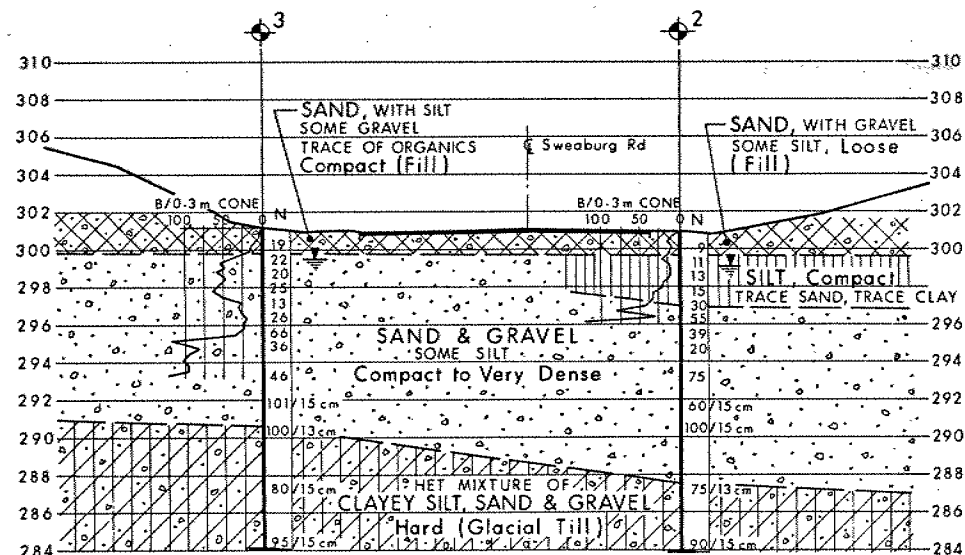 3
2
310
310
308
308
306
306
304
304
302
302
300
300
298
298
296
296
294
294
292
292
290
290
288
288
286
286
284
284
SAND, WITH SILT
SOME GRAVEL
TRACE OF ORGANICS
Compact (Fill)
℄ Sweaburg Rd
SAND, WITH GRAVEL
SOME SILT, Loose
(Fill)
B/0-3 m CONE
100 50 0 N
B/0-3 m CONE
100 50 0 N
19
22
20
25
13
26
66
36
46
101/15 cm
100/13 cm
80/15 cm
95/15 cm
9
11
13
15
30
55
39
20
75
60/15 cm
100/15 cm
75/13 cm
90/15 cm
SILT, Compact
TRACE SAND, TRACE CLAY
SAND & GRAVEL
SOME SILT
Compact to Very Dense
HET MIXTURE OF
CLAYEY SILT, SAND & GRAVEL
Hard (Glacial Till)